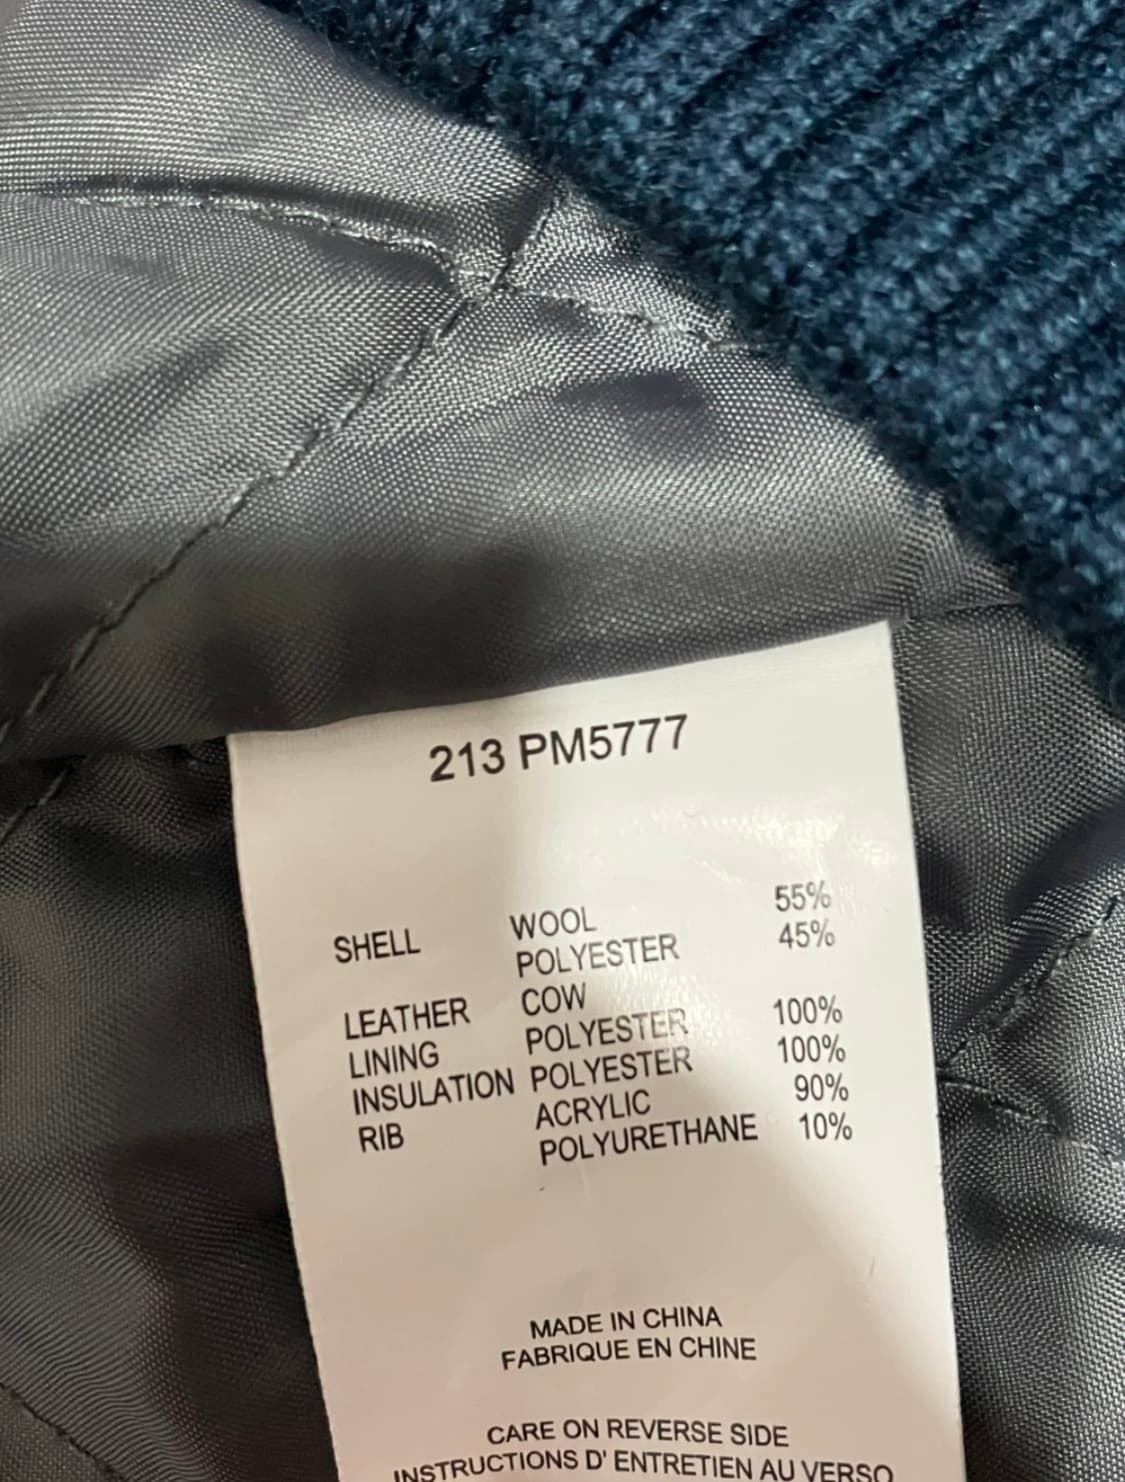 213 PM5777
SHELL WOOL 55%
POLYESTER 45%
LEATHER COW
LINING POLYESTER 100%
INSULATION POLYESTER 100%
RIB ACRYLIC 90%
POLYURETHANE 10%
MADE IN CHINA
FABRIQUE EN CHINE
CARE ON REVERSE SIDE
INSTRUCTIONS D' ENTRETIEN AU VERSO